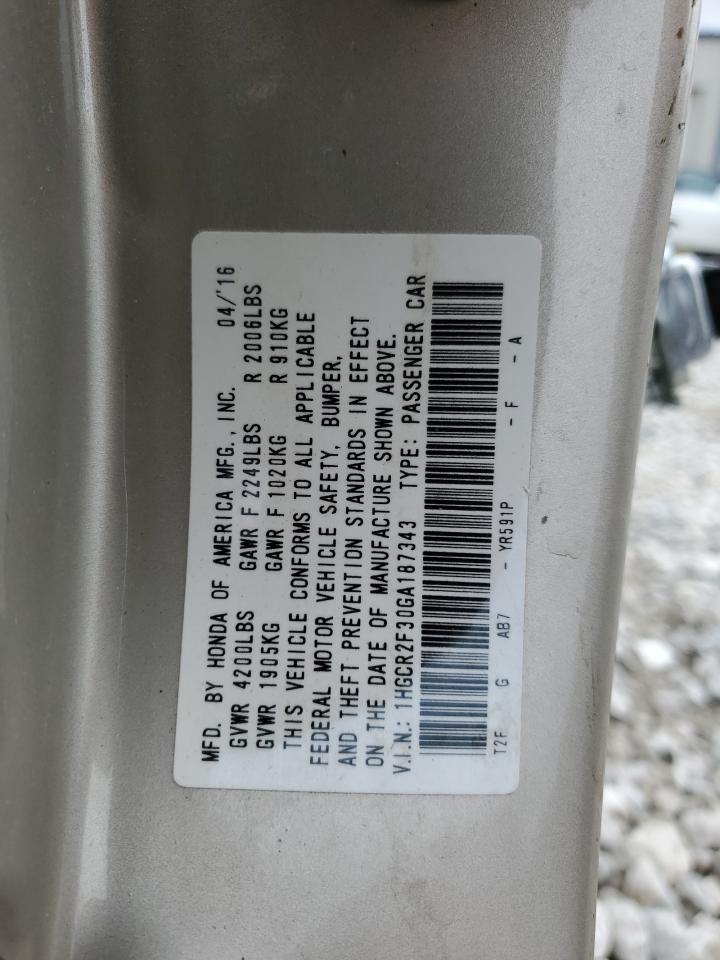 MFD. BY HONDA OF AMERICA MFG., INC. 04/'16
GVWR 4200LBS GAWR F 2249LBS R 2006LBS
GVWR 1905KG GAWR F 1020KG R 910KG
THIS VEHICLE CONFORMS TO ALL APPLICABLE
FEDERAL MOTOR VEHICLE SAFETY, BUMPER,
AND THEFT PREVENTION STANDARDS IN EFFECT
ON THE DATE OF MANUFACTURE SHOWN ABOVE.
V.I.N.: 1HGCR2F30GA187343 TYPE: PASSENGER CAR
T2F G AB7 - YR591P - F - A